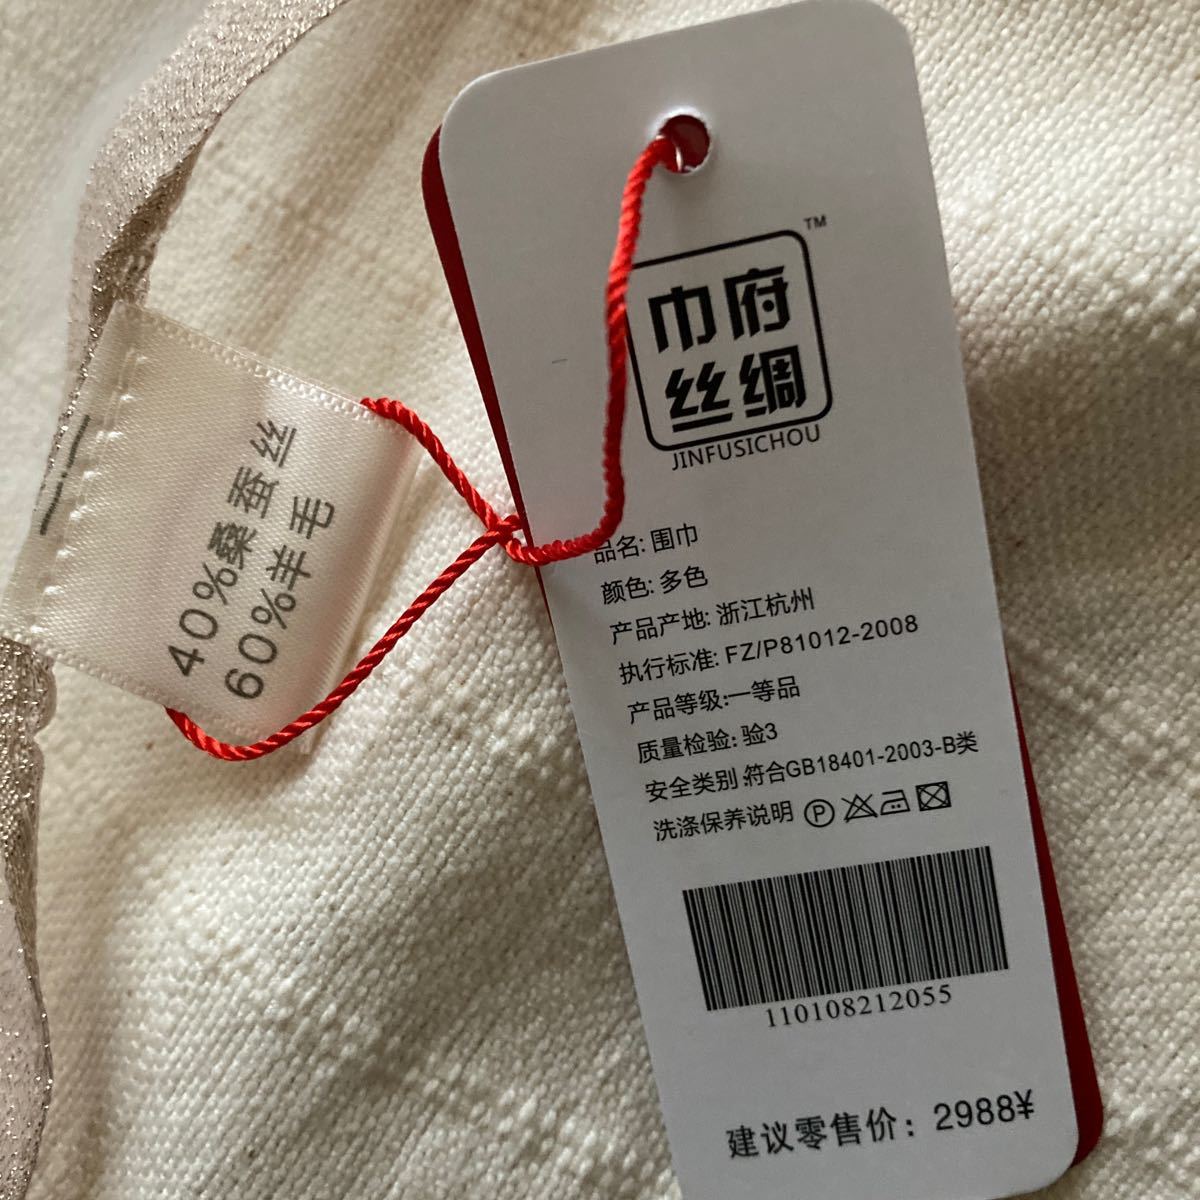 40%桑蚕丝
60%羊毛
TM
巾府
丝绸
JINFUSICHOU
品名: 围巾
颜色: 多色
产品产地: 浙江杭州
执行标准: FZ/P81012-2008
产品等级:一等品
质量检验: 验3
安全类别:符合GB18401-2003-B类
洗涤保养说明 P
110108212055
建议零售价: 2988¥